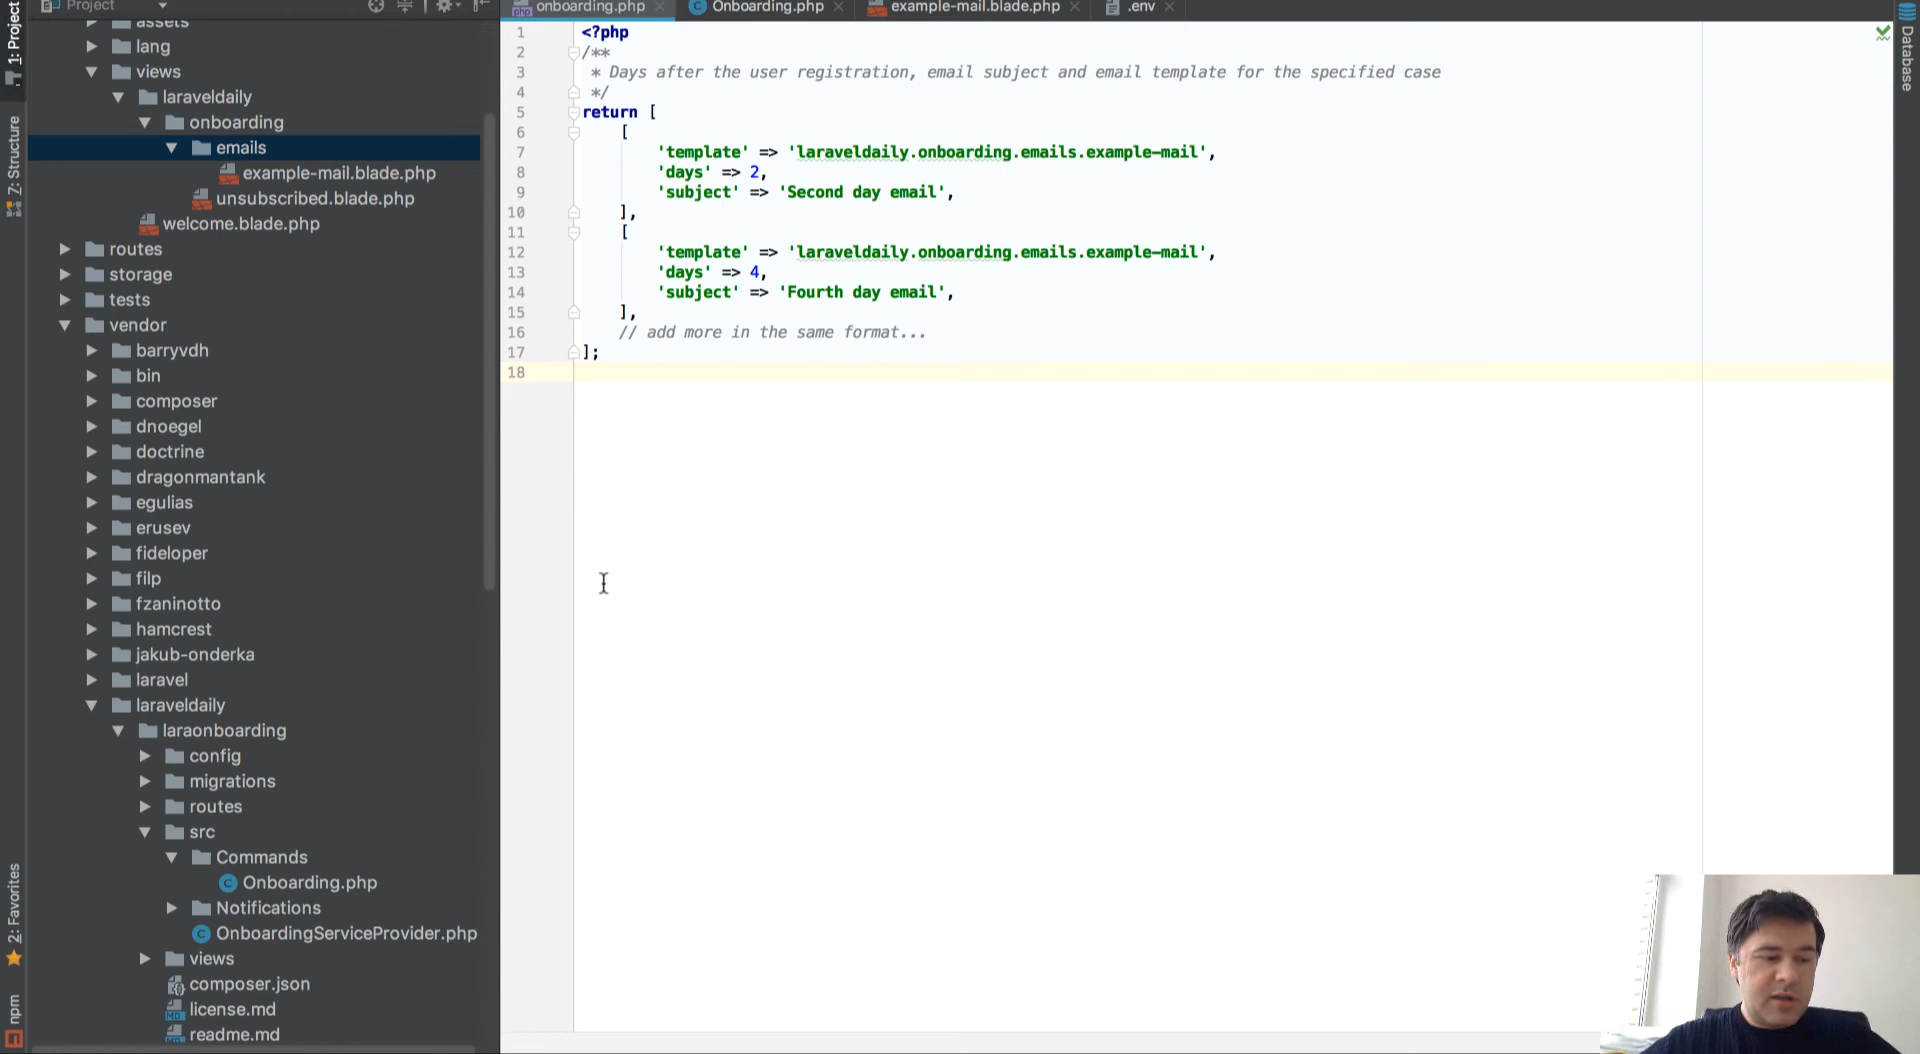 Project
onboarding.php
Onboarding.php
example-mail.blade.php
.env
1: Project
7: Structure
2: Favorites
npm
Database
assets
lang
views
laraveldaily
onboarding
emails
example-mail.blade.php
unsubscribed.blade.php
welcome.blade.php
routes
storage
tests
vendor
barryvdh
bin
composer
dnoegel
doctrine
dragonmantank
egulias
erusev
fideloper
filp
fzaninotto
hamcrest
jakub-onderka
laravel
laraveldaily
laraonboarding
config
migrations
routes
src
Commands
Onboarding.php
Notifications
OnboardingServiceProvider.php
views
composer.json
license.md
readme.md
1 <?php
2 /**
3 * Days after the user registration, email subject and email template for the specified case
4 */
5 return [
6 [
7 'template' => 'laraveldaily.onboarding.emails.example-mail',
8 'days' => 2,
9 'subject' => 'Second day email',
10 ],
11 [
12 'template' => 'laraveldaily.onboarding.emails.example-mail',
13 'days' => 4,
14 'subject' => 'Fourth day email',
15 ],
16 // add more in the same format...
17 ];
18